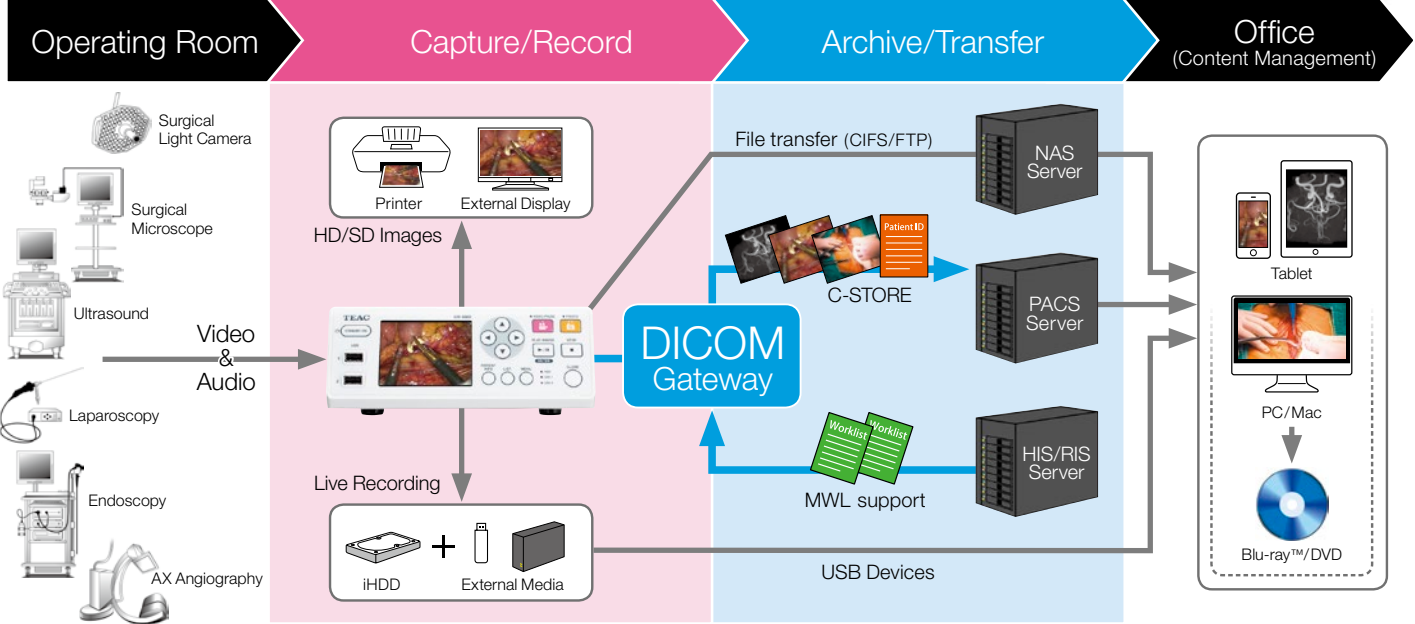 Operating Room
Capture/Record
Archive/Transfer
Office
(Content Management)
Surgical
Light Camera
Surgical
Microscope
Ultrasound
Video
&
Audio
Laparoscopy
Endoscopy
AX Angiography
Printer
External Display
HD/SD Images
TEAC
Live Recording
iHDD
+
External Media
File transfer (CIFS/FTP)
NAS
Server
Patient ID
C-STORE
PACS
Server
DICOM
Gateway
Worklist
Worklist
MWL support
HIS/RIS
Server
USB Devices
Tablet
PC/Mac
Blu-ray™/DVD